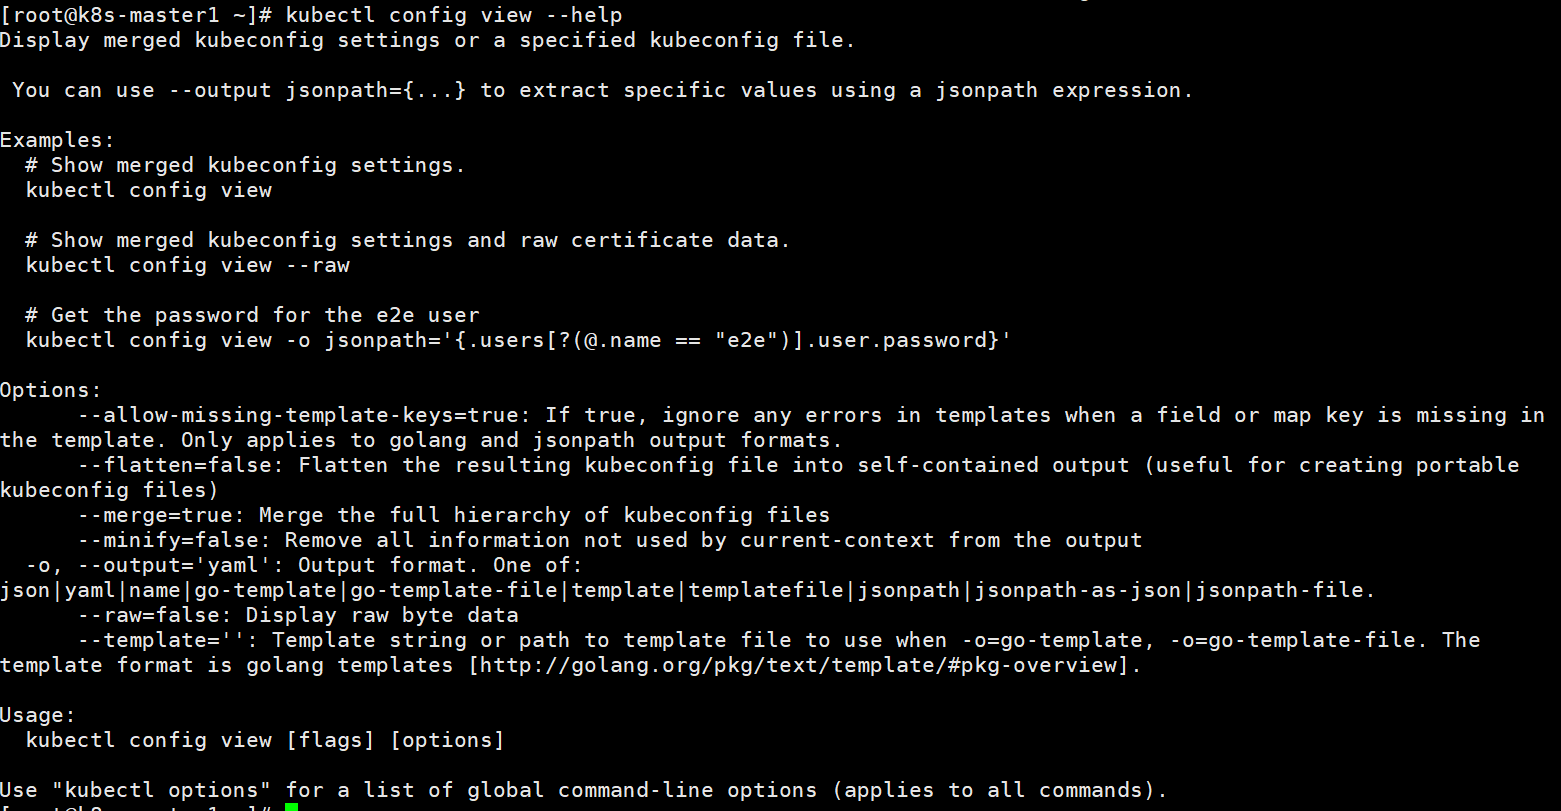 [root@k8s-master1 ~]# kubectl config view --help
Display merged kubeconfig settings or a specified kubeconfig file.
 You can use --output jsonpath={...} to extract specific values using a jsonpath expression.
Examples:
  # Show merged kubeconfig settings.
  kubectl config view
  # Show merged kubeconfig settings and raw certificate data.
  kubectl config view --raw
  # Get the password for the e2e user
  kubectl config view -o jsonpath='{.users[?(@.name == "e2e")].user.password}'
Options:
      --allow-missing-template-keys=true: If true, ignore any errors in templates when a field or map key is missing in
the template. Only applies to golang and jsonpath output formats.
      --flatten=false: Flatten the resulting kubeconfig file into self-contained output (useful for creating portable
kubeconfig files)
      --merge=true: Merge the full hierarchy of kubeconfig files
      --minify=false: Remove all information not used by current-context from the output
  -o, --output='yaml': Output format. One of:
json|yaml|name|go-template|go-template-file|template|templatefile|jsonpath|jsonpath-as-json|jsonpath-file.
      --raw=false: Display raw byte data
      --template='': Template string or path to template file to use when -o=go-template, -o=go-template-file. The
template format is golang templates [http://golang.org/pkg/text/template/#pkg-overview].
Usage:
  kubectl config view [flags] [options]
Use "kubectl options" for a list of global command-line options (applies to all commands).